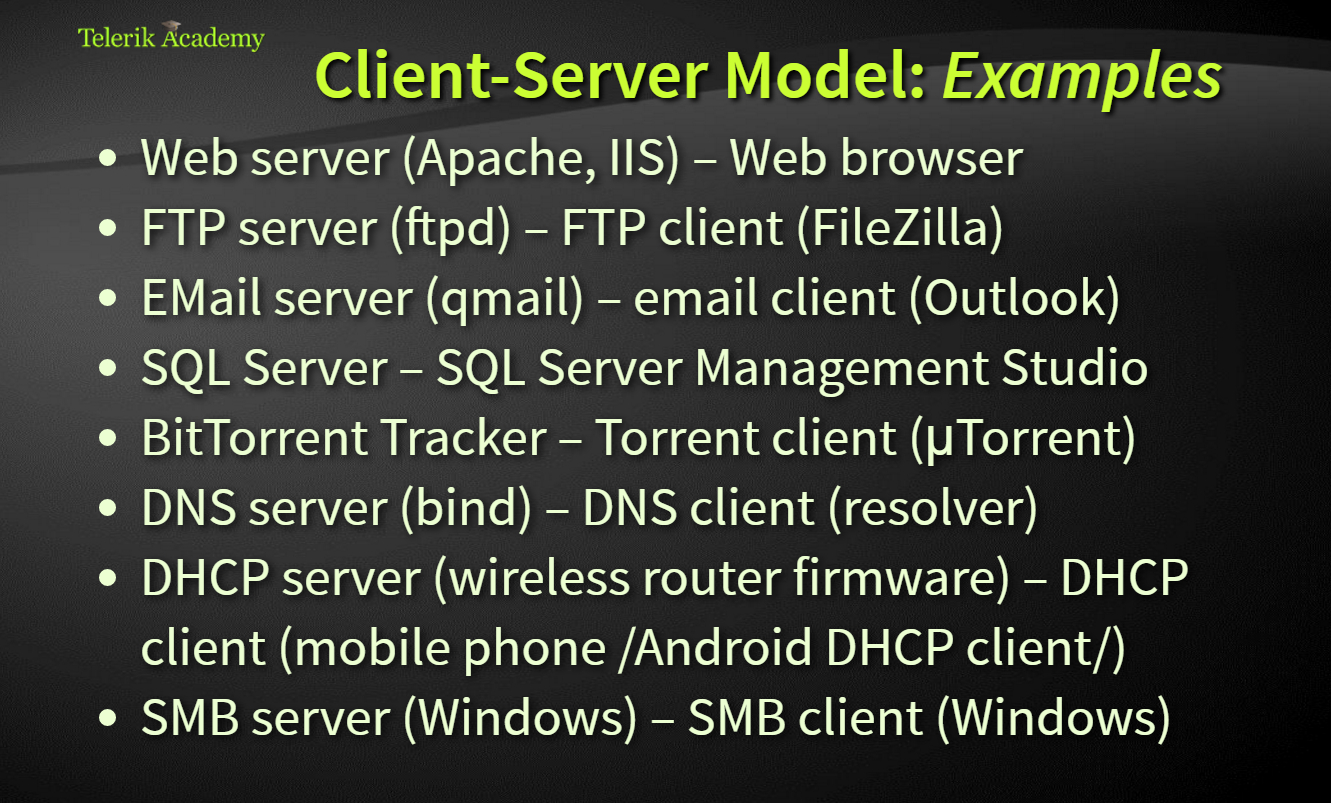 Telerik Academy
Client-Server Model: Examples
• Web server (Apache, IIS) – Web browser
• FTP server (ftpd) – FTP client (FileZilla)
• EMail server (qmail) – email client (Outlook)
• SQL Server – SQL Server Management Studio
• BitTorrent Tracker – Torrent client (μTorrent)
• DNS server (bind) – DNS client (resolver)
• DHCP server (wireless router firmware) – DHCP
client (mobile phone /Android DHCP client/)
• SMB server (Windows) – SMB client (Windows)